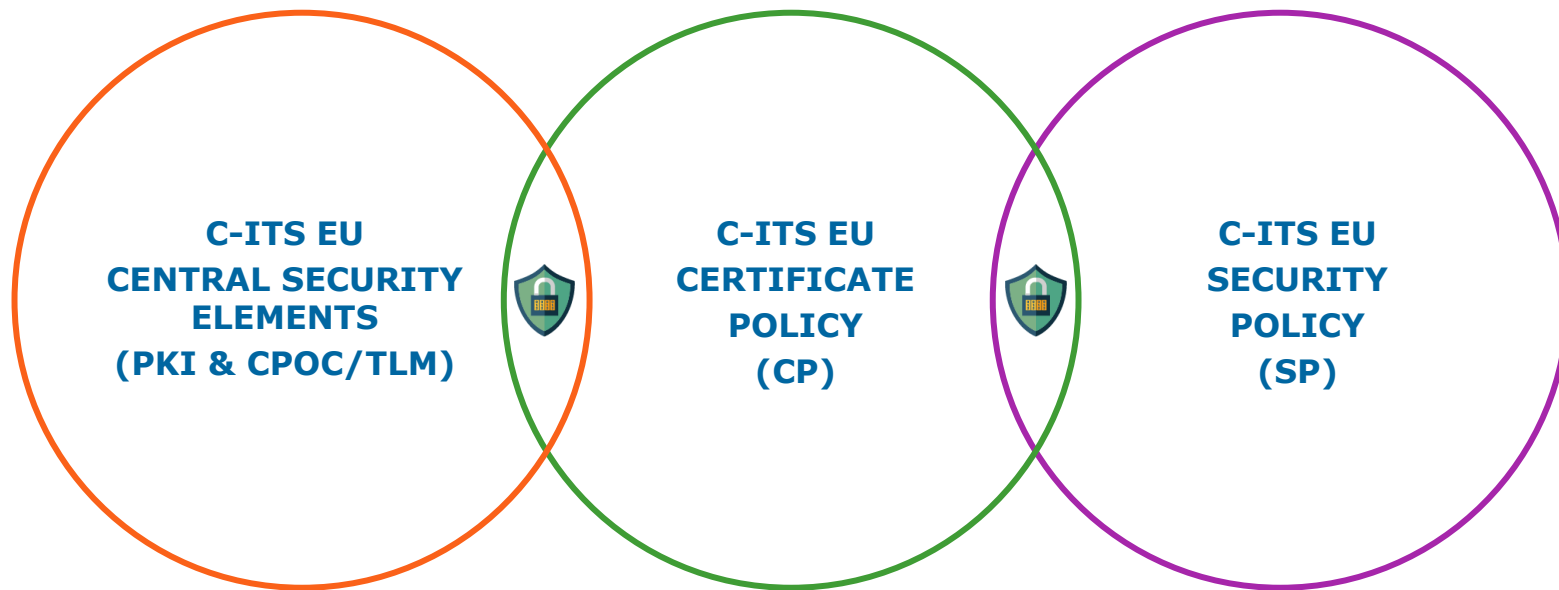 C-ITS EU
CENTRAL SECURITY
ELEMENTS
(PKI & CPOC/TLM)
C-ITS EU
CERTIFICATE
POLICY
(CP)
C-ITS EU
SECURITY
POLICY
(SP)